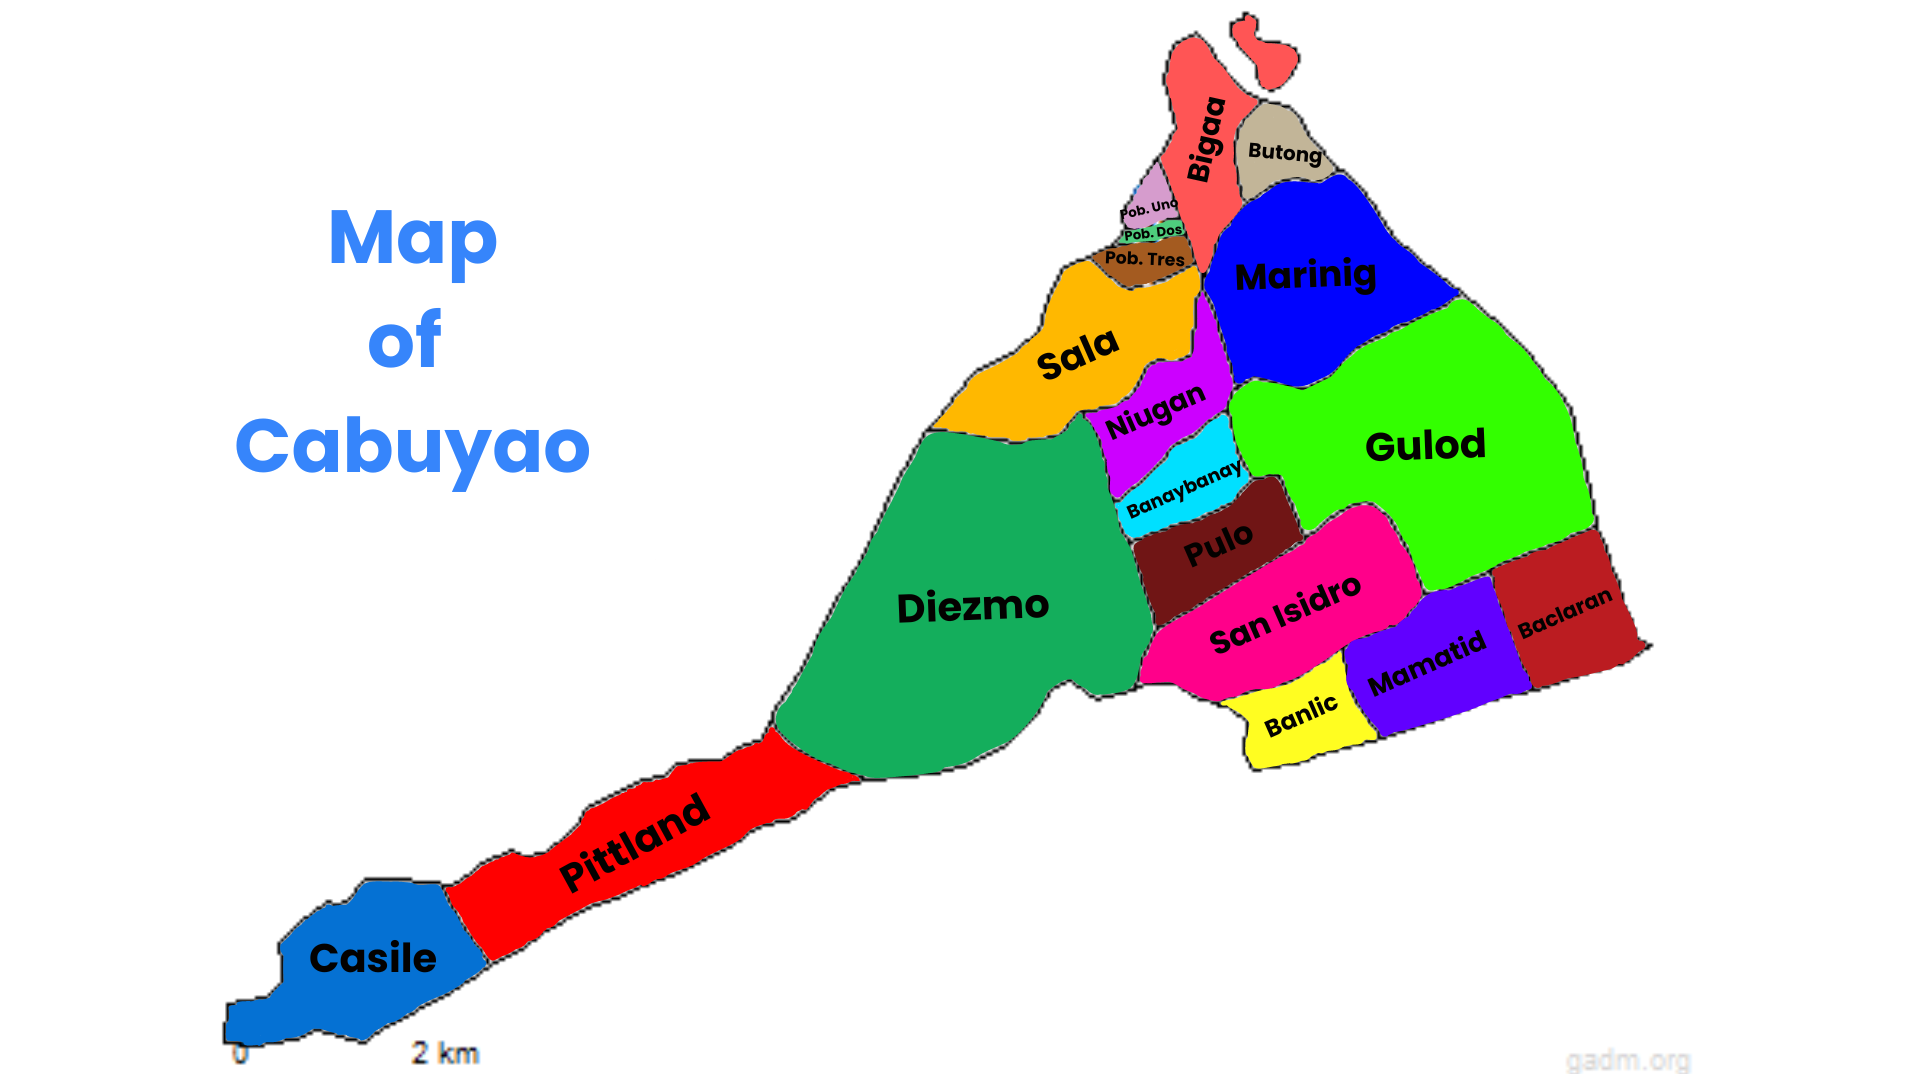 Map
of
Cabuyao
Bigaa
Butong
Pob. Uno
Pob. Dos
Pob. Tres
Marinig
Sala
Niugan
Gulod
Banaybanay
Pulo
Diezmo
San Isidro
Baclaran
Mamatid
Banlic
Pittland
Casile
0 2 km
gadm.org